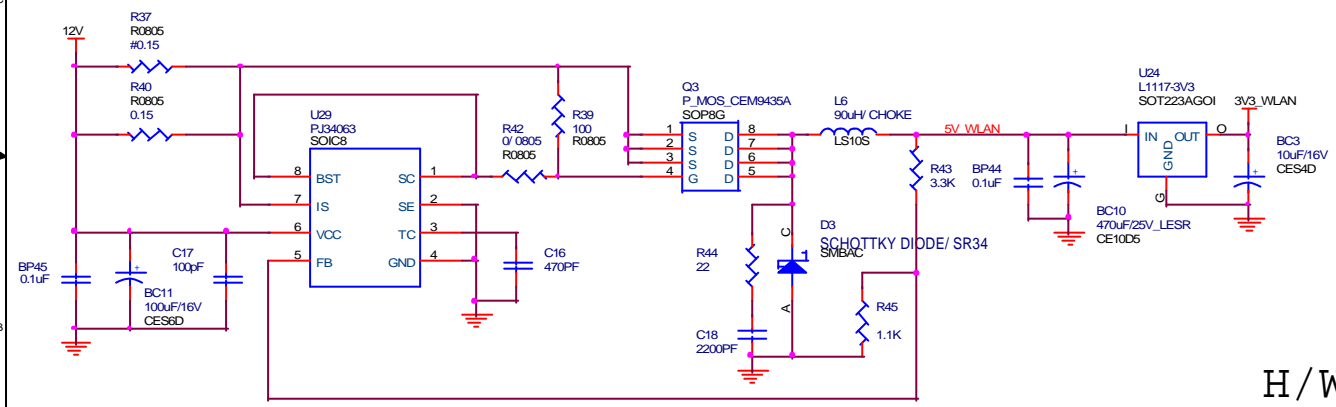 12V
R37
R0805
#0.15
R40
R0805
0.15
U29
PJ34063
SOIC8
8 BST SC 1
7 IS SE 2
6 VCC TC 3
5 FB GND 4
R42
0/ 0805
R0805
R39
100
R0805
Q3
P_MOS_CEM9435A
SOP8G
1 S D 8
2 S D 7
3 S D 6
4 G D 5
L6
90uH/ CHOKE
LS10S
5V_WLAN
U24
L1117-3V3
SOT223AGOI
I IN OUT O
GND
G
3V3_WLAN
BC3
10uF/16V
CES4D
R43
3.3K
BP44
0.1uF
BC10
470uF/25V_LESR
CE10D5
BP45
0.1uF
BC11
100uF/16V
CES6D
C17
100pF
C16
470PF
R44
22
C18
2200PF
C
D3
SCHOTTKY DIODE/ SR34
SMBAC
A
R45
1.1K
H/W